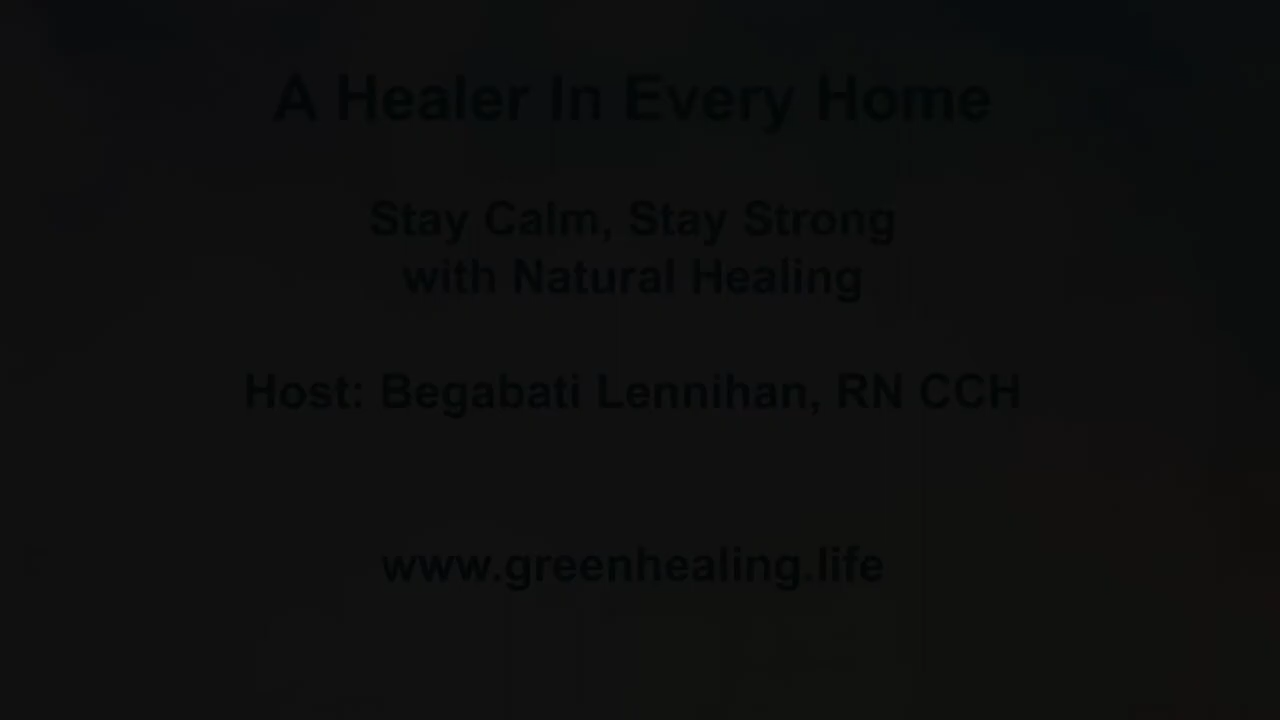 A Healer In Every Home
Stay Calm, Stay Strong
with Natural Healing
Host: Begabati Lennihan, RN CCH
www.greenhealing.life